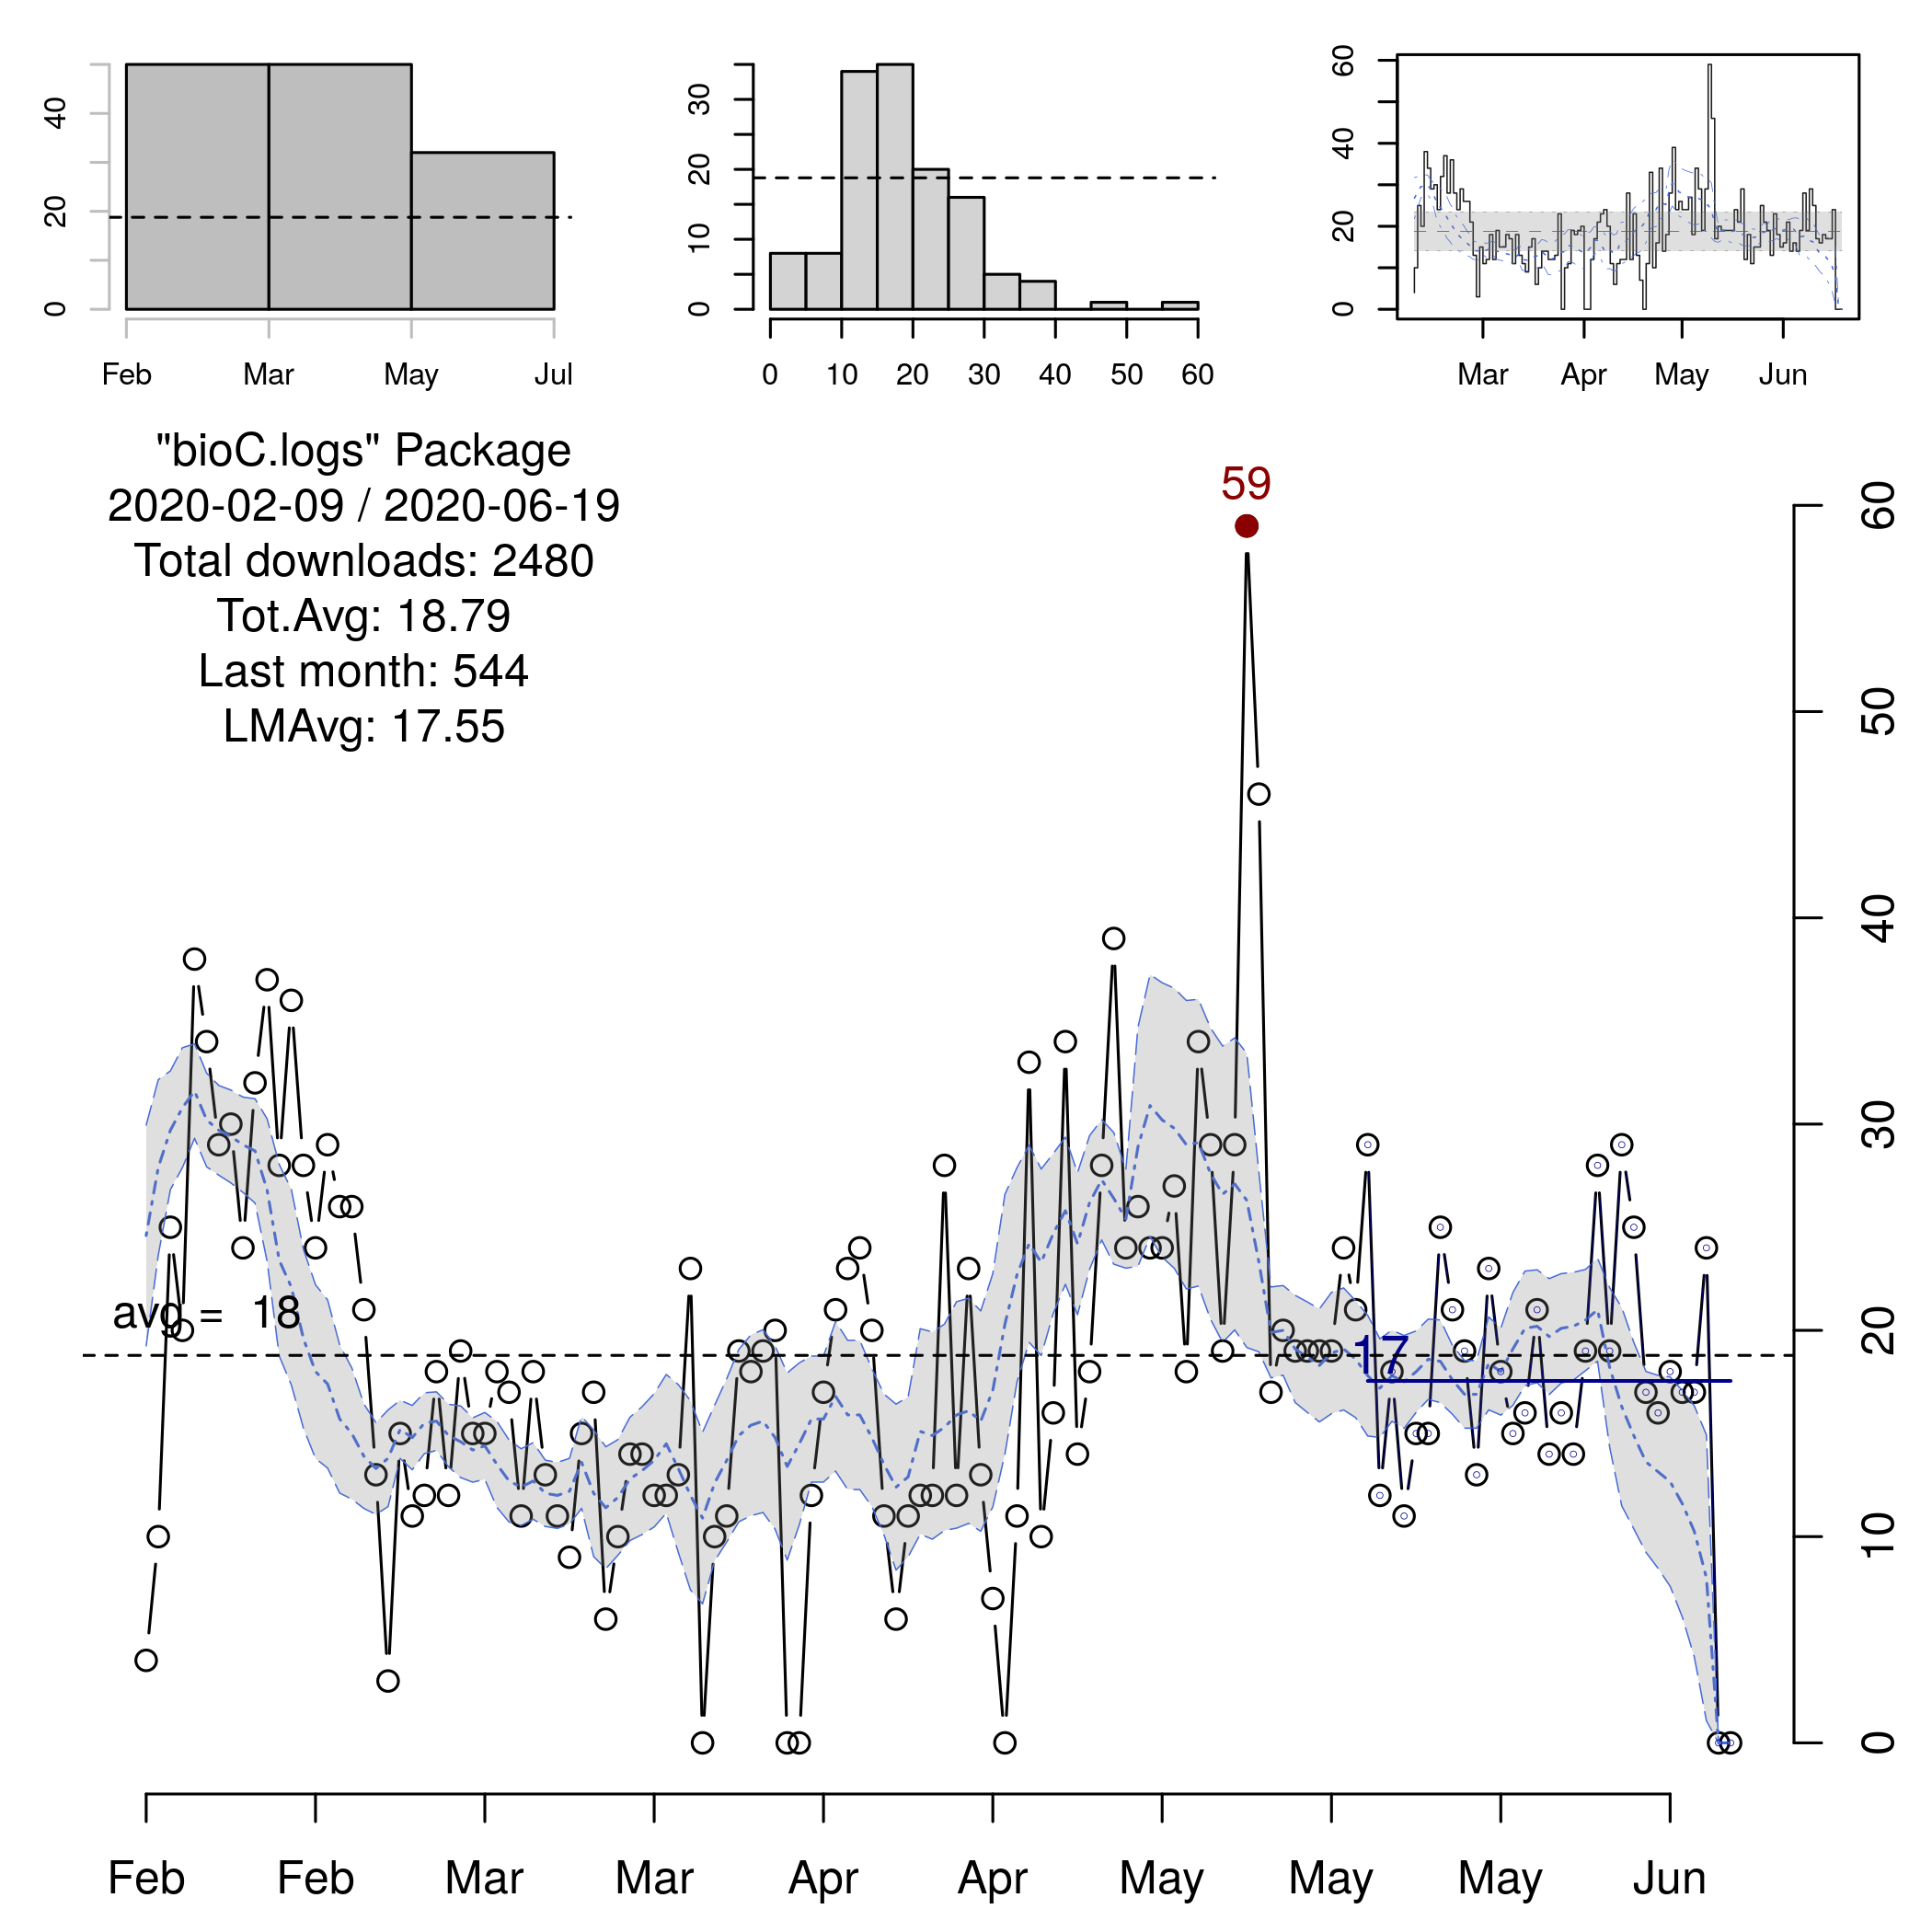 40
20
0
Feb Mar May Jul
30
20
10
0
0 10 20 30 40 50 60
60
40
20
0
Mar Apr May Jun
"bioC.logs" Package
2020-02-09 / 2020-06-19
Total downloads: 2480
Tot.Avg: 18.79
Last month: 544
LMAvg: 17.55
59
60
50
40
30
20
10
0
avg = 18
17
Feb Feb Mar Mar Apr Apr May May May Jun